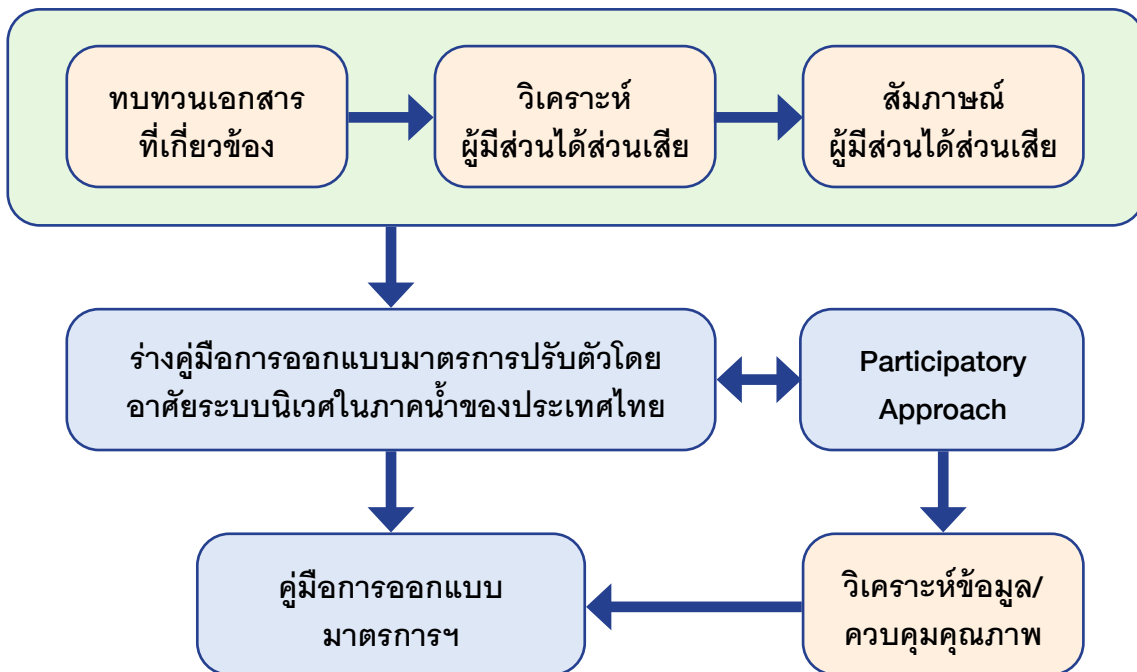 ทบทวนเอกสาร
ที่เกี่ยวข้อง
วิเคราะห์
ผู้มีส่วนได้ส่วนเสีย
สัมภาษณ์
ผู้มีส่วนได้ส่วนเสีย
ร่างคู่มือการออกแบบมาตรการปรับตัวโดย
อาศัยระบบนิเวศในภาคน้ำของประเทศไทย
Participatory
Approach
คู่มือการออกแบบ
มาตรการฯ
วิเคราะห์ข้อมูล/
ควบคุมคุณภาพ